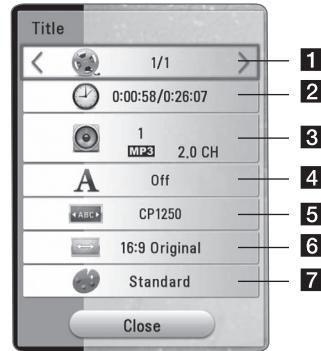 Title
1/1 1
0:00:58/0:26:07 2
1 3
MP3 2,0 CH
A Off 4
ABC CP1250 5
16:9 Original 6
Standard 7
Close